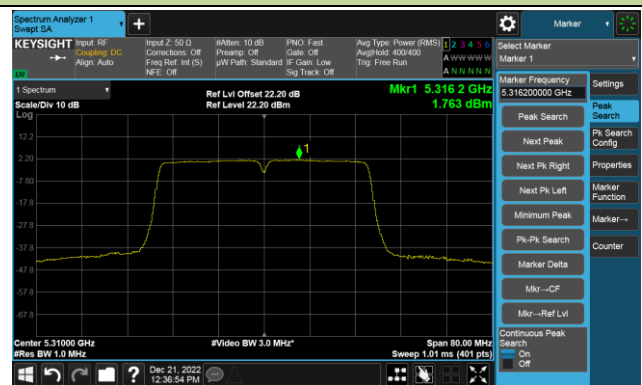 Spectrum Analyzer 1
Swept SA
+
Marker
KEYSIGHT
Input: RF
Coupling: DC
Align: Auto
Input Z: 50 Ω
Corrections: Off
Freq Ref: Int (S)
NFE: Off
#Atten: 10 dB
Preamp: Off
µW Path: Standard
PNO: Fast
Gate: Off
IF Gain: Low
Sig Track: Off
Avg Type: Power (RMS)
Avg|Hold: 400/400
Trig: Free Run
1 2 3 4 5 6
A W W W W W
A N N N N N
Select Marker
Marker 1
LW
1 Spectrum
Scale/Div 10 dB
Log
Ref Lvl Offset 22.20 dB
Ref Level 22.20 dBm
Mkr1 5.316 2 GHz
1.763 dBm
12.2
2.20
-7.80
-17.8
-27.8
-37.8
-47.8
-57.8
-67.8
1
Center 5.31000 GHz
#Res BW 1.0 MHz
#Video BW 3.0 MHz*
Span 80.00 MHz
Sweep 1.01 ms (401 pts)
Marker Frequency
5.316200000 GHz
Peak Search
Next Peak
Next Pk Right
Next Pk Left
Minimum Peak
Pk-Pk Search
Marker Delta
Mkr→CF
Mkr→Ref Lvl
Continuous Peak
Search
On
Off
Settings
Peak
Search
Pk Search
Config
Properties
Marker
Function
Marker→
Counter
?
Dec 21, 2022
12:36:54 PM